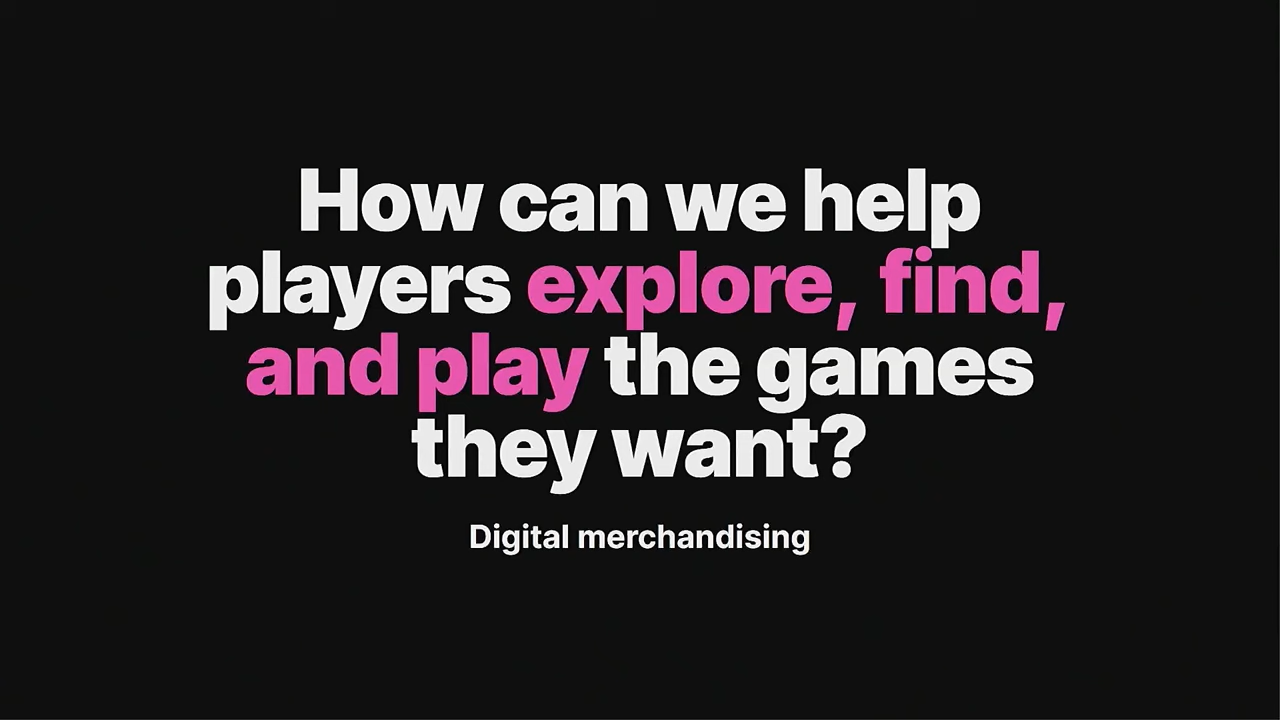 How can we help
players explore, find,
and play the games
they want?
Digital merchandising